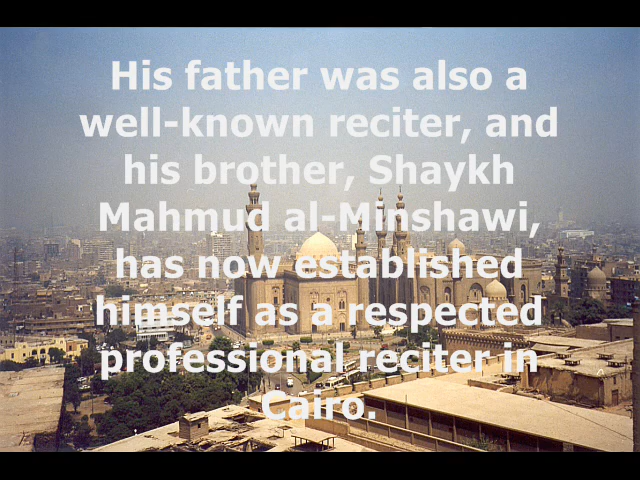 His father was also a
well-known reciter, and
his brother, Shaykh
Mahmud al-Minshawi,
has now established
himself as a respected
professional reciter in
Cairo.